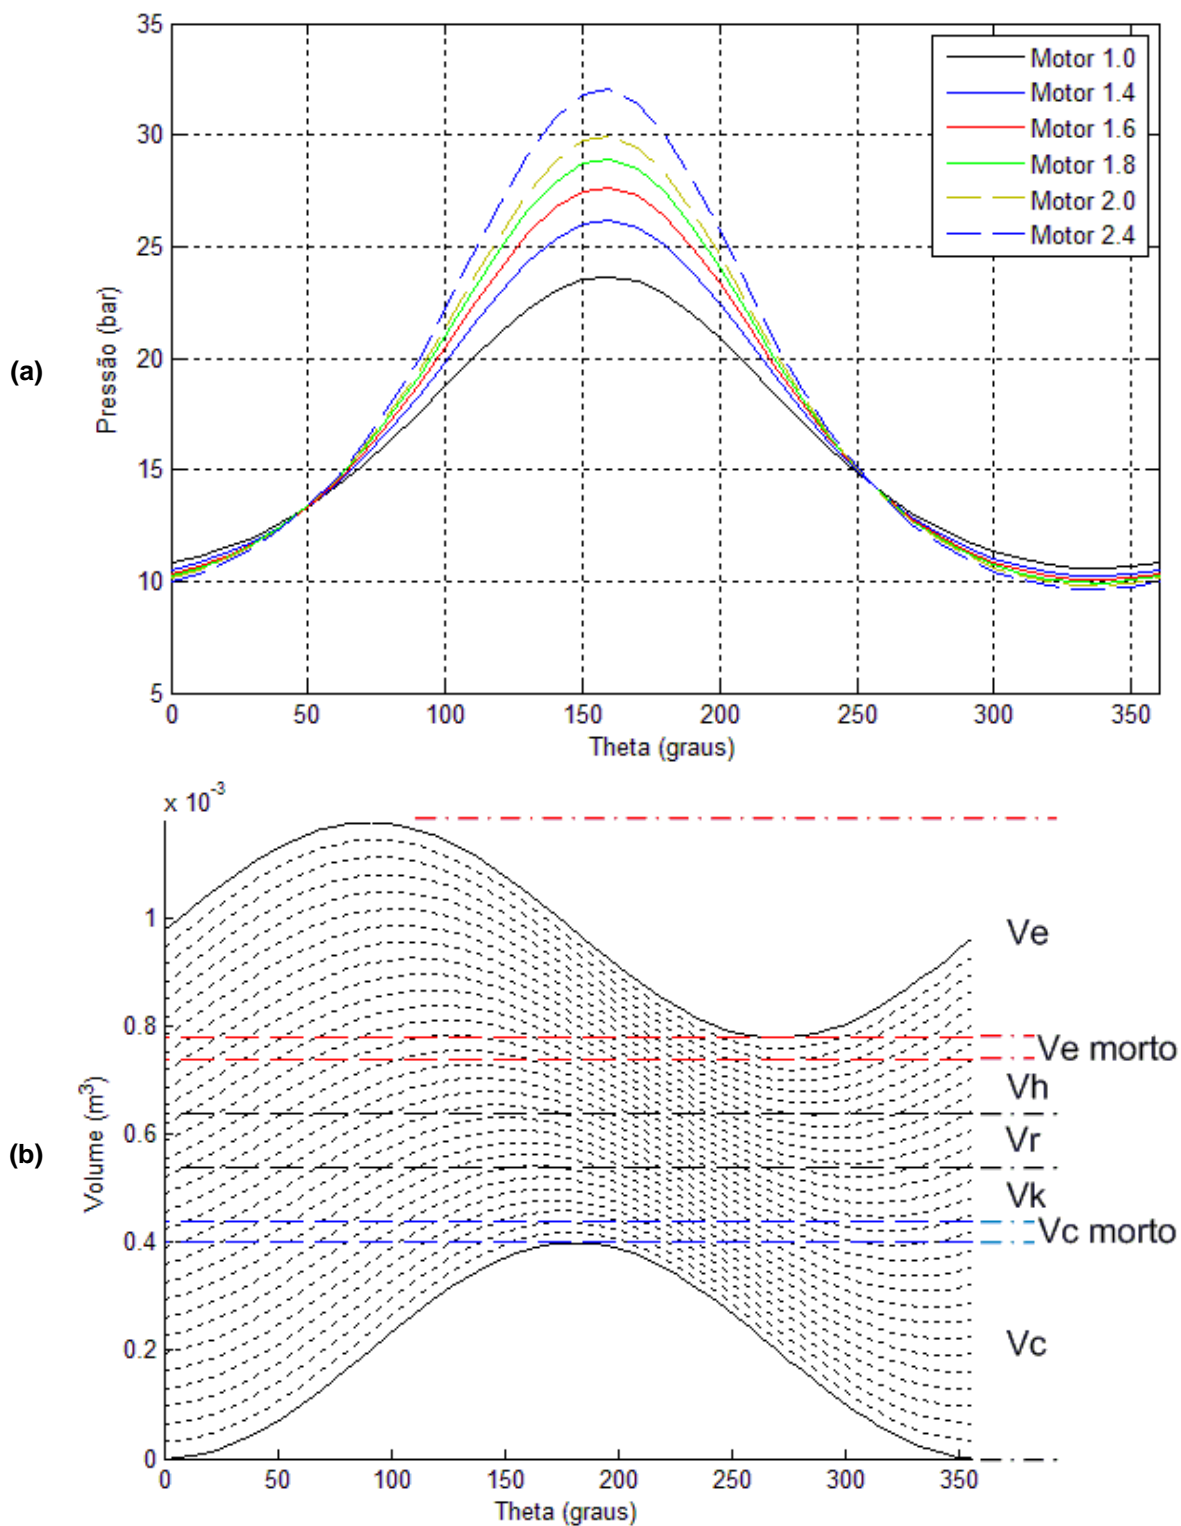 35
30
25
20
15
10
5
Pressão (bar)
(a)
Motor 1.0
Motor 1.4
Motor 1.6
Motor 1.8
Motor 2.0
Motor 2.4
0 50 100 150 200 250 300 350
Theta (graus)
x 10-3
1
0.8
0.6
0.4
0.2
0
Volume (m3)
(b)
Ve
Ve morto
Vh
Vr
Vk
Vc morto
Vc
0 50 100 150 200 250 300 350
Theta (graus)